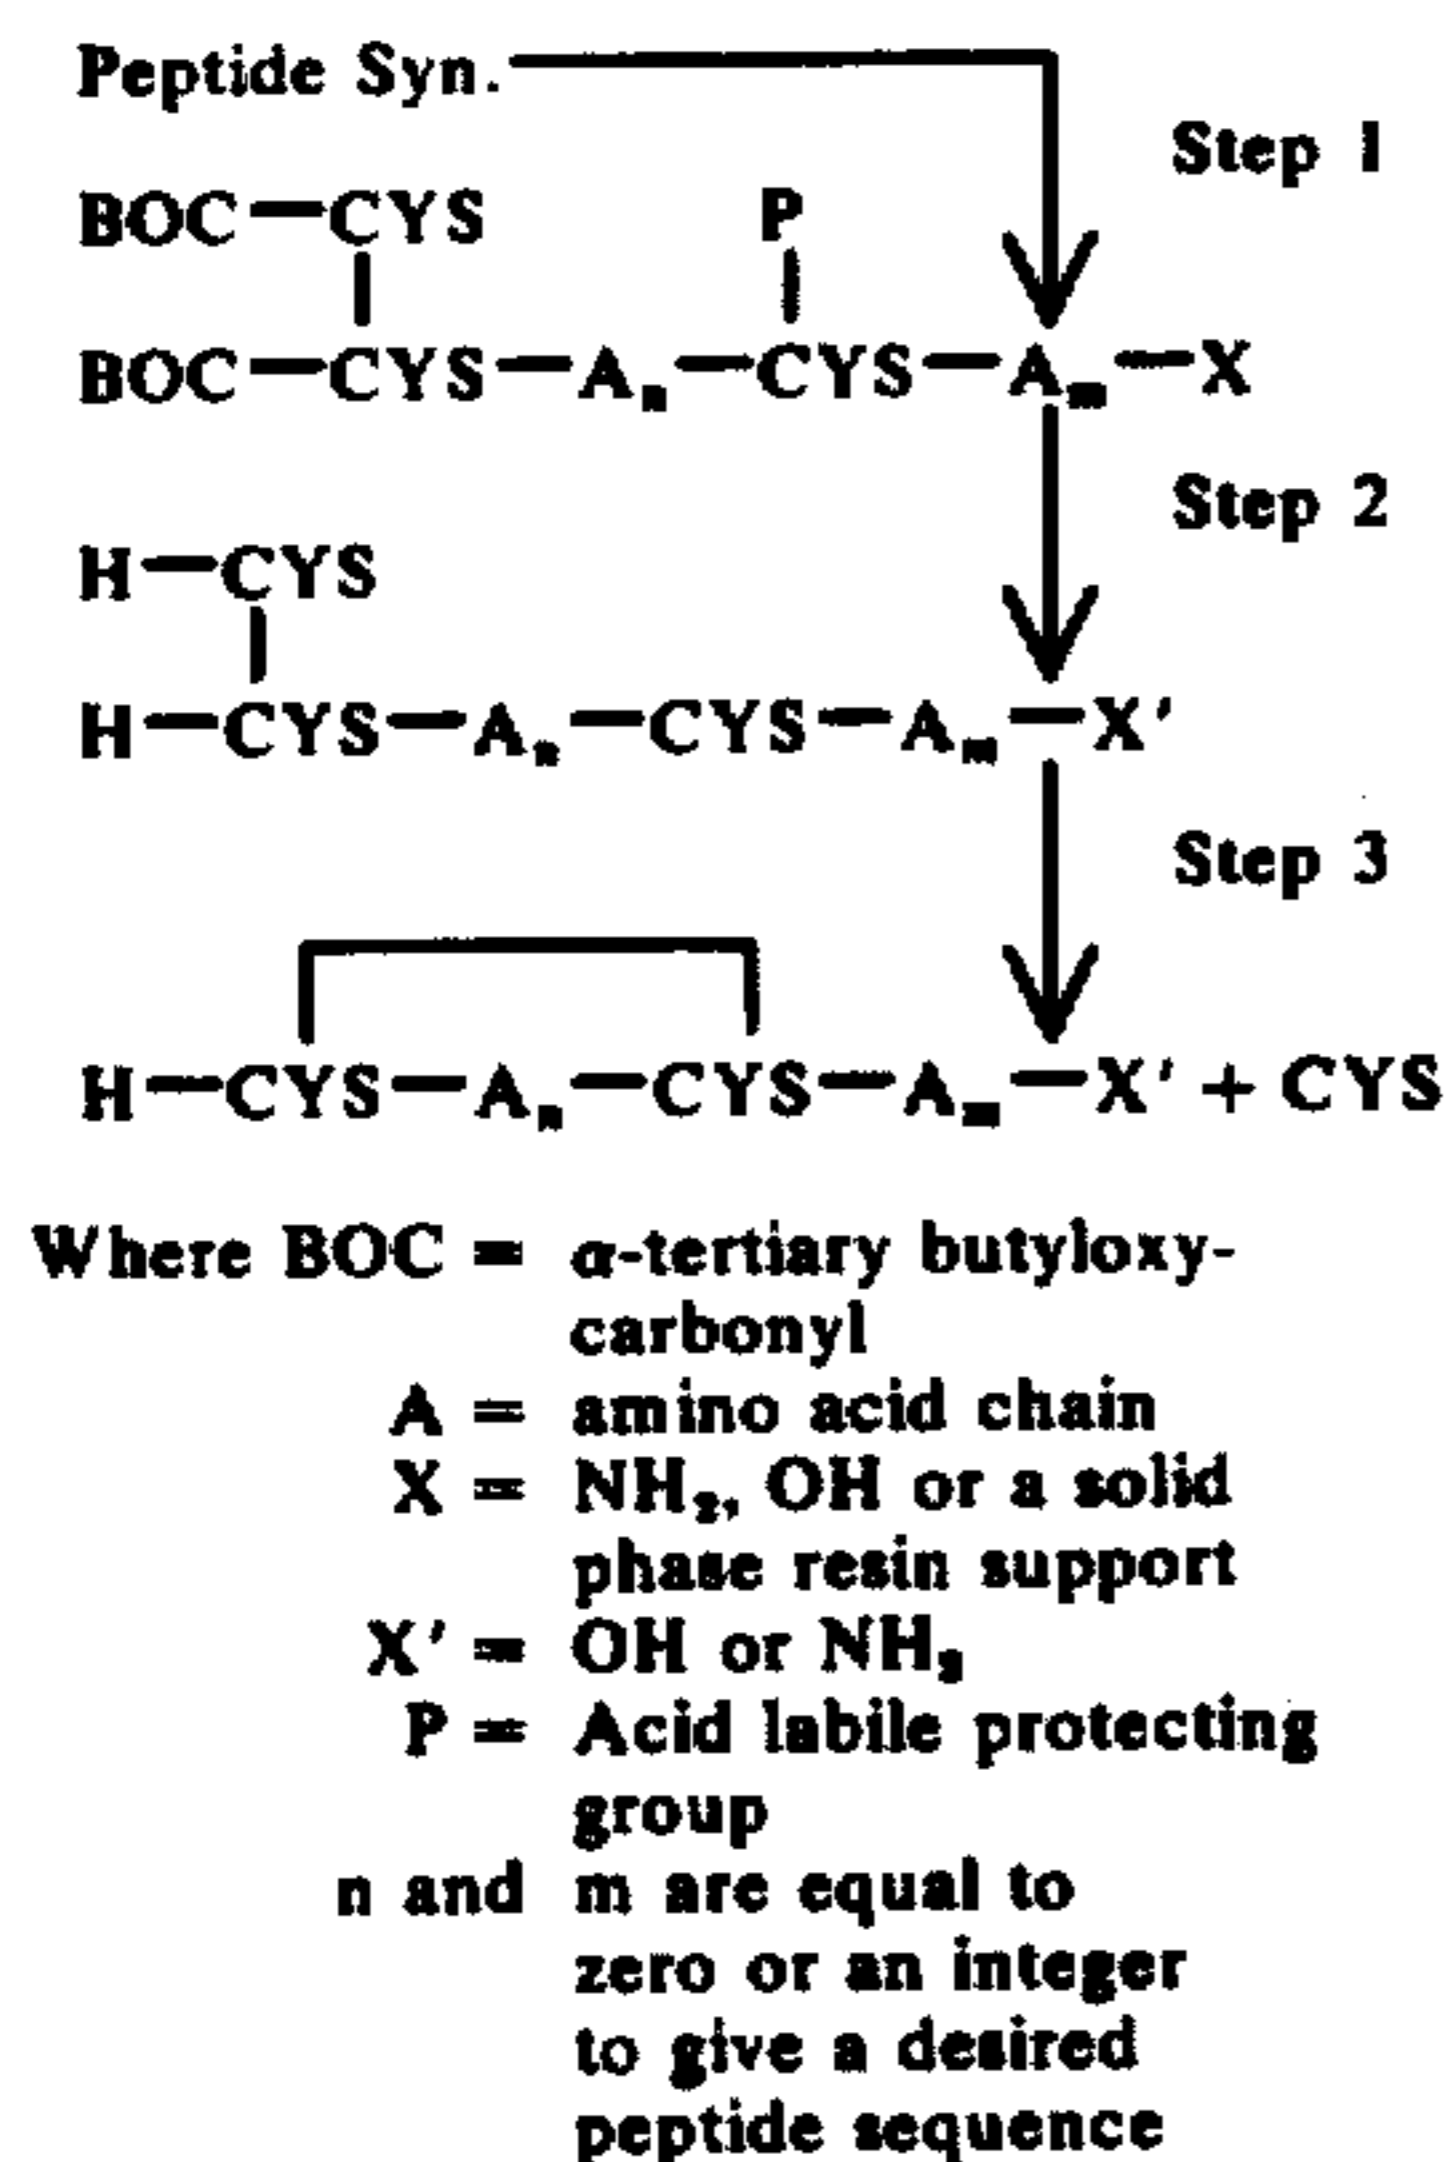 Peptide Syn.
Step 1
BOC—CYS
P
BOC—CYS—Aₙ—CYS—Aₘ—X
Step 2
H—CYS
H—CYS—Aₙ—CYS—Aₘ—X'
Step 3
H—CYS—Aₙ—CYS—Aₘ—X' + CYS
Where BOC = α-tertiary butyloxy-
carbonyl
A = amino acid chain
X = NH₂, OH or a solid
phase resin support
X' = OH or NH₂
P = Acid labile protecting
group
n and m are equal to
zero or an integer
to give a desired
peptide sequence